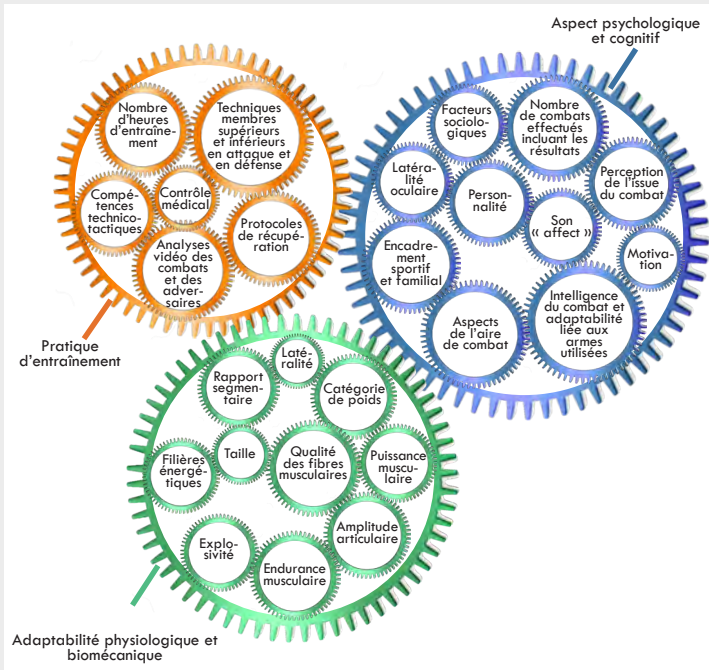 Aspect psychologique
et cognitif
Nombre
d'heures
d'entraîne-
ment
Techniques
membres
supérieurs
et inférieurs
en attaque et
en défense
Compé-
tences
technico-
tactiques
Contrôle
médical
Protocoles
de récupé-
ration
Analyses
vidéo des
combats
et des
adver-
saires
Pratique
d'entraînement
Facteurs
sociolo-
giques
Nombre
de combats
effectués
incluant les
résultats
Latéra-
lité
oculaire
Person-
nalité
Perception
de l'issue
du combat
Son
« affect »
Encadrement
sportif
et familial
Motiva-
tion
Aspects
de l'aire
de combat
Intelligence
du combat et
adaptabilité
liée aux
armes
utilisées
Laté-
ralité
Rapport
segmen-
taire
Catégorie
de poids
Taille
Filières
énergé-
tiques
Qualité
des fibres
musculaires
Puissance
muscu-
laire
Amplitude
articulaire
Explo-
sivité
Endurance
musculaire
Adaptabilité physiologique et
biomécanique